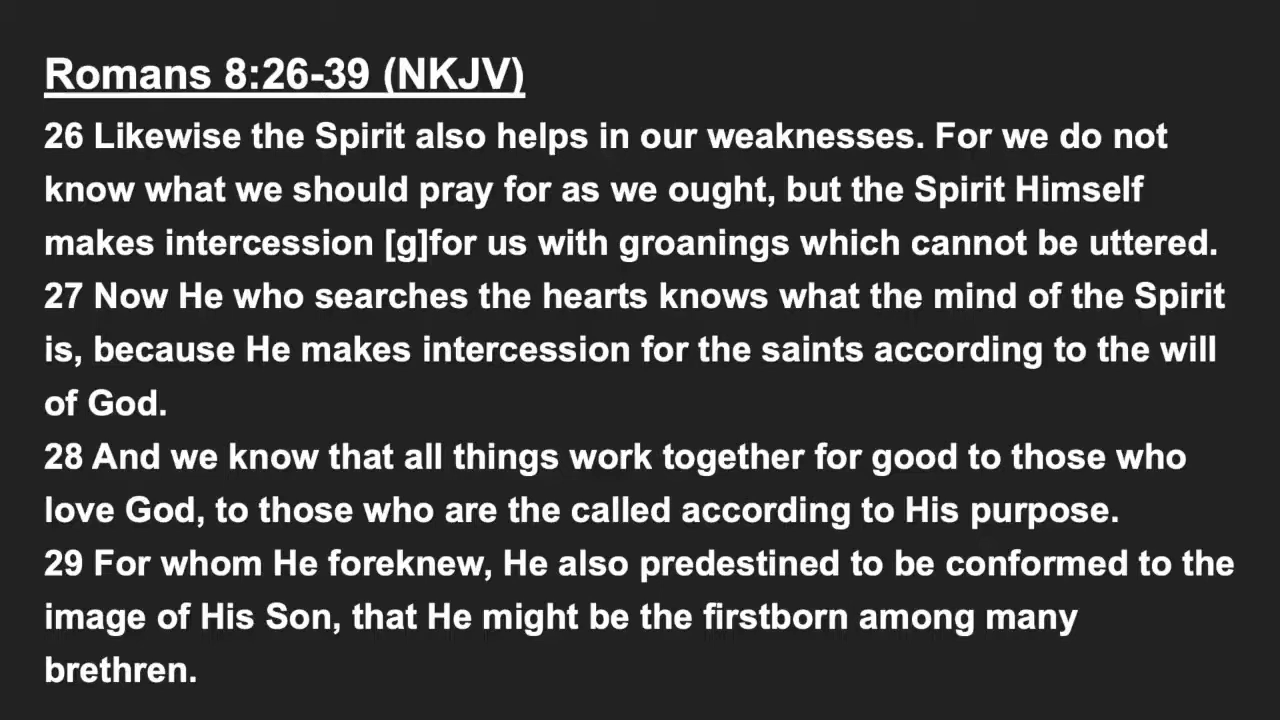 Romans 8:26-39 (NKJV)
26 Likewise the Spirit also helps in our weaknesses. For we do not
know what we should pray for as we ought, but the Spirit Himself
makes intercession [g]for us with groanings which cannot be uttered.
27 Now He who searches the hearts knows what the mind of the Spirit
is, because He makes intercession for the saints according to the will
of God.
28 And we know that all things work together for good to those who
love God, to those who are the called according to His purpose.
29 For whom He foreknew, He also predestined to be conformed to the
image of His Son, that He might be the firstborn among many
brethren.